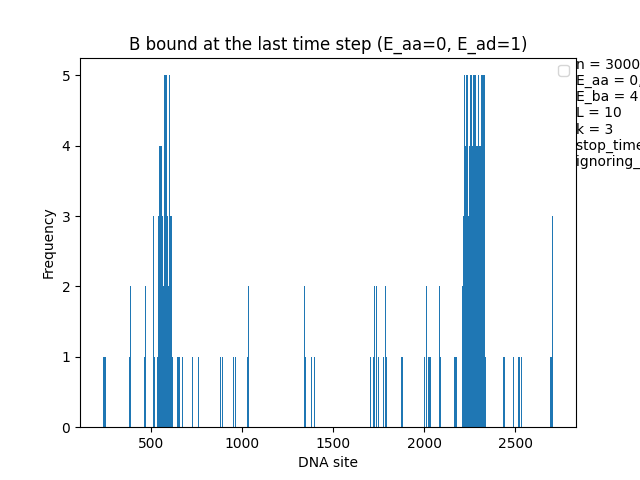 B bound at the last time step (E_aa=0, E_ad=1)
n = 3000
E_aa = 0,
E_ba = 4
L = 10
k = 3
stop_time
ignoring_
5
4
3
2
1
0
Frequency
500
1000
1500
2000
2500
DNA site